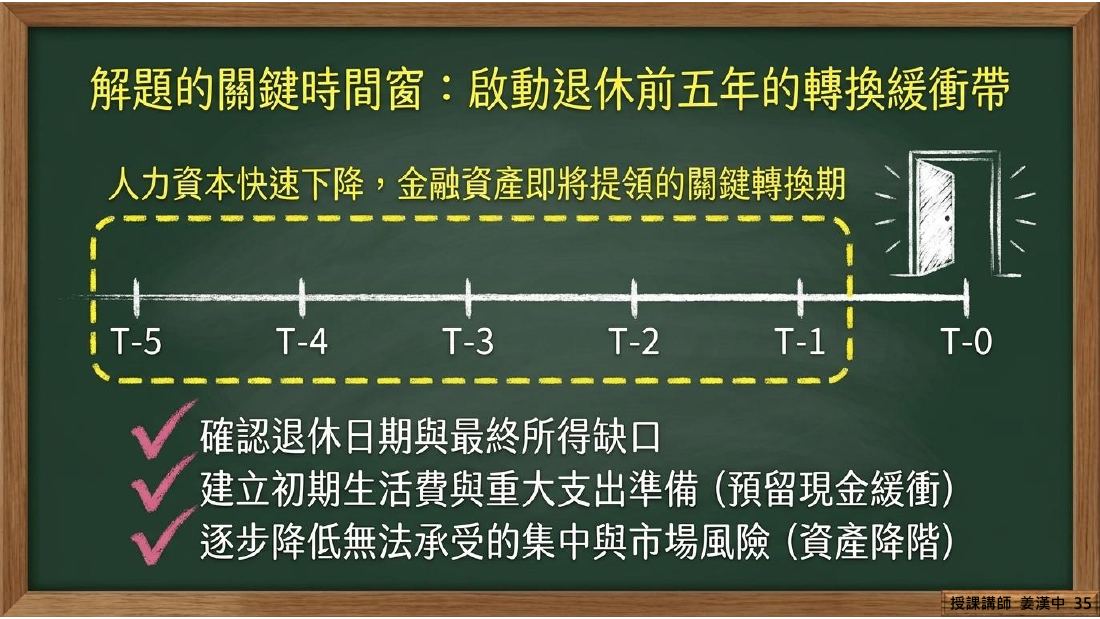 解題的關鍵時間窗：啟動退休前五年的轉換緩衝帶
人力資本快速下降，金融資產即將提領的關鍵轉換期
T-5 T-4 T-3 T-2 T-1 T-0
確認退休日期與最終所得缺口
建立初期生活費與重大支出準備（預留現金緩衝）
逐步降低無法承受的集中與市場風險（資產降階）
授課講師 姜漢中 35